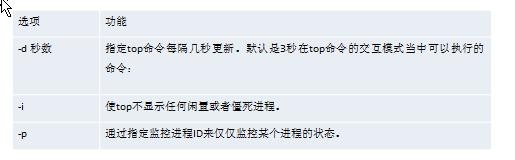 选项 功能
-d 秒数 指定top命令每隔几秒更新。默认是3秒在top命令的交互模式当中可以执行的
命令：
-i 使top不显示任何闲置或者僵死进程。
-p 通过指定监控进程ID来仅仅监控某个进程的状态。